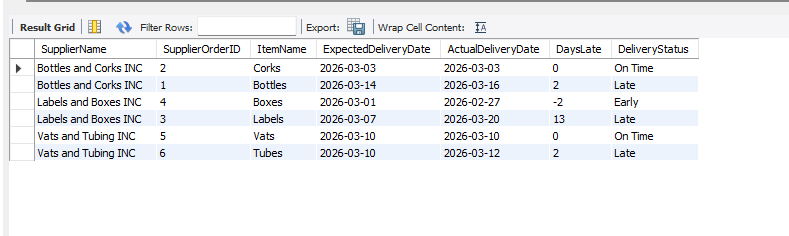 Result Grid Filter Rows: Export: Wrap Cell Content: IA
SupplierName SupplierOrderID ItemName ExpectedDeliveryDate ActualDeliveryDate DaysLate DeliveryStatus
Bottles and Corks INC 2 Corks 2026-03-03 2026-03-03 0 On Time
Bottles and Corks INC 1 Bottles 2026-03-14 2026-03-16 2 Late
Labels and Boxes INC 4 Boxes 2026-03-01 2026-02-27 -2 Early
Labels and Boxes INC 3 Labels 2026-03-07 2026-03-20 13 Late
Vats and Tubing INC 5 Vats 2026-03-10 2026-03-10 0 On Time
Vats and Tubing INC 6 Tubes 2026-03-10 2026-03-12 2 Late